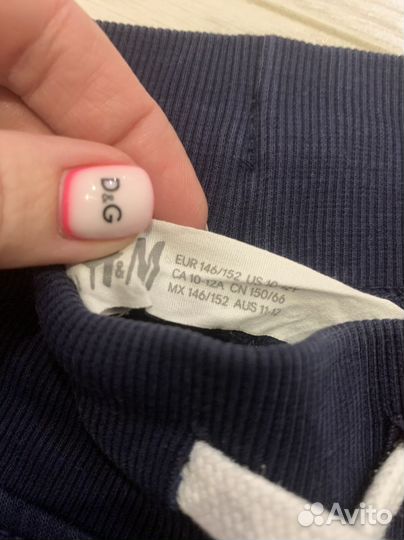 D&G
H&M
EUR 146/152 US 10-12Y
CA 10-12A CN 150/66
MX 146/152 AUS 11-12
Avito